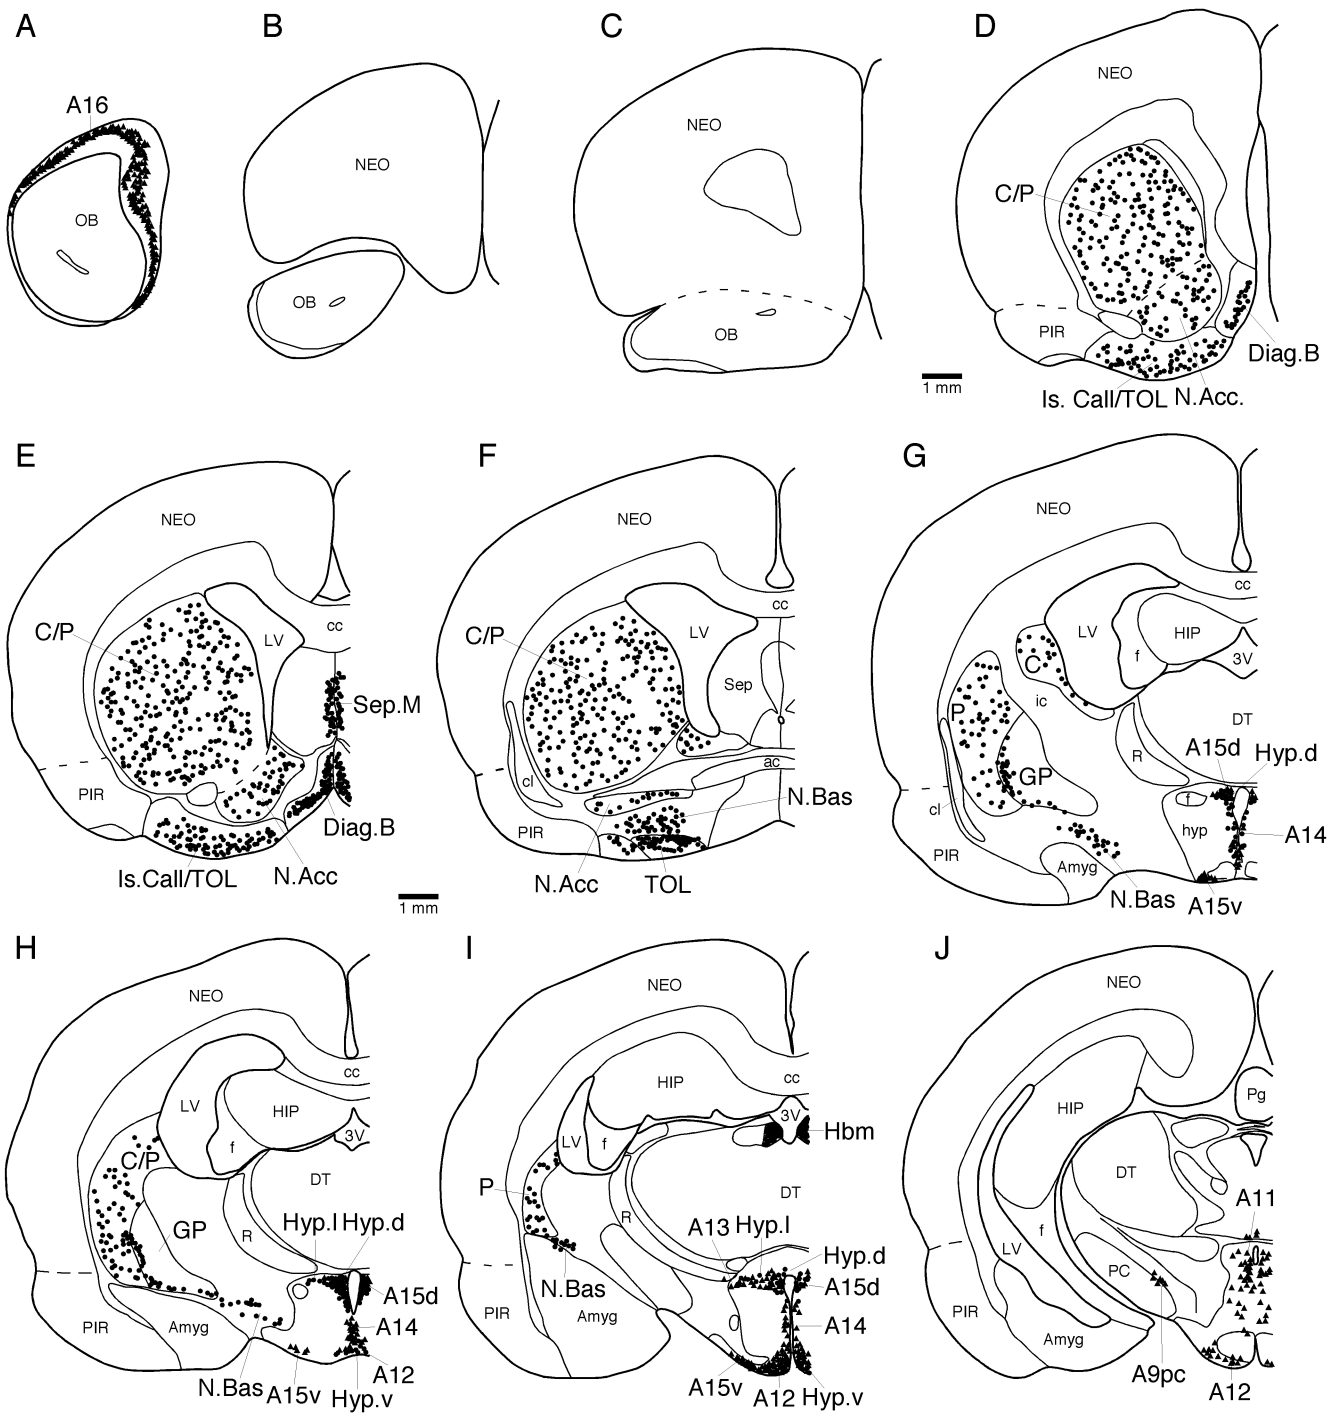 A
A16
OB
B
NEO
OB
C
NEO
OB
D
NEO
C/P
PIR
Diag.B
1 mm
Is. Call/TOL N.Acc.
E
NEO
C/P
LV
cc
Sep.M
PIR
Diag.B
Is.Call/TOL
N.Acc
1 mm
F
NEO
cc
C/P
LV
Sep
ac
cl
N.Bas
PIR
N.Acc
TOL
G
NEO
cc
LV
HIP
f
3V
C
ic
P
DT
R
A15d
Hyp.d
GP
f
cl
hyp
A14
PIR
Amyg
N.Bas
A15v
H
NEO
cc
LV
HIP
3V
f
C/P
DT
Hyp.l Hyp.d
GP
R
A15d
PIR
Amyg
A14
A12
N.Bas
A15v
Hyp.v
I
NEO
HIP
cc
3V
Hbm
LV
f
P
DT
R
A13
Hyp.l
Hyp.d
N.Bas
A15d
PIR
Amyg
A14
A15v
A12
Hyp.v
J
NEO
Pg
HIP
DT
A11
f
LV
PC
PIR
Amyg
A9pc
A12